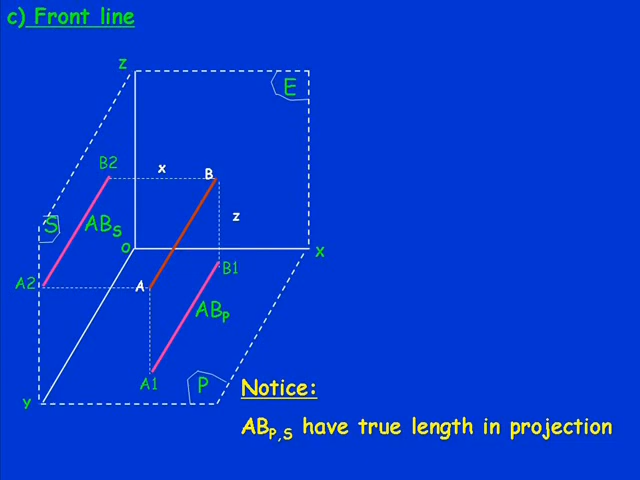 c) Front line
Z
E
B2
x
B
S
ABS
z
O
X
B1
A2
A
ABP
A1
P
Y
Notice:
ABP,S have true length in projection